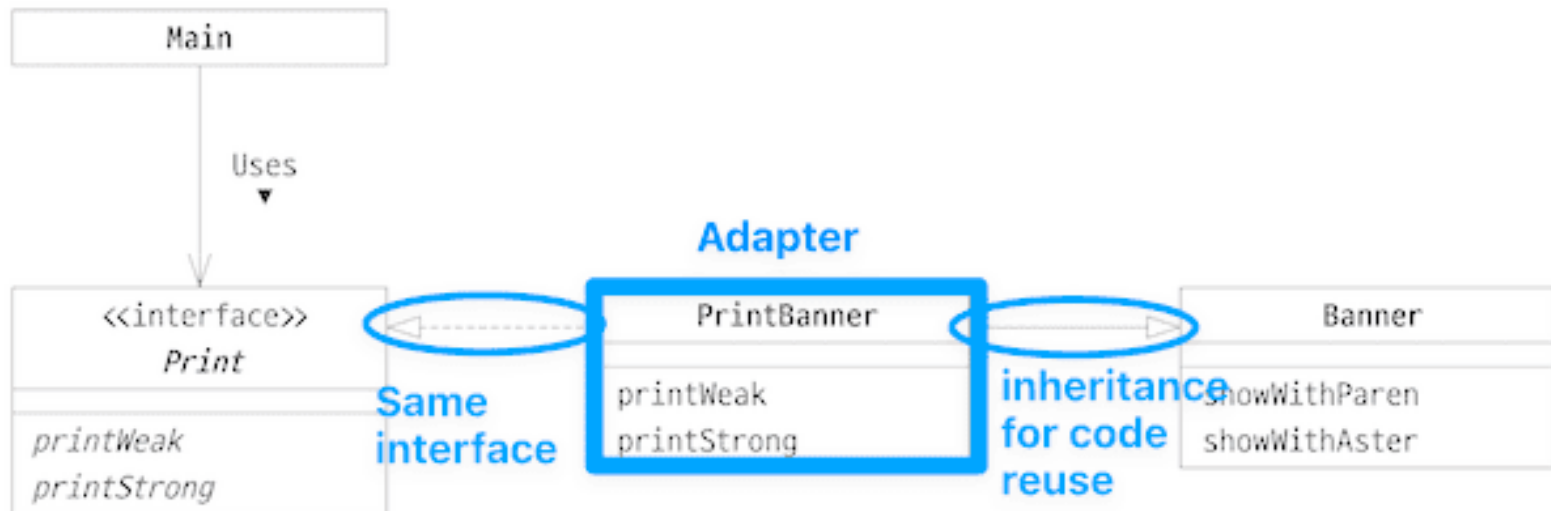 Main
Uses
▼
Adapter
<<interface>>
Print
printWeak
printStrong
Same
interface
PrintBanner
printWeak
printStrong
inheritance
for code
reuse
Banner
showWithParen
showWithAster